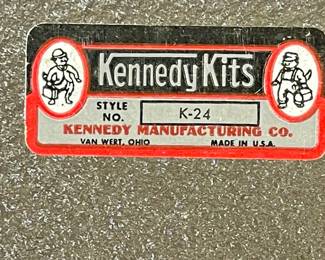 Kennedy Kits
STYLE NO. K-24
KENNEDY MANUFACTURING CO.
VAN WERT, OHIO MADE IN U.S.A.